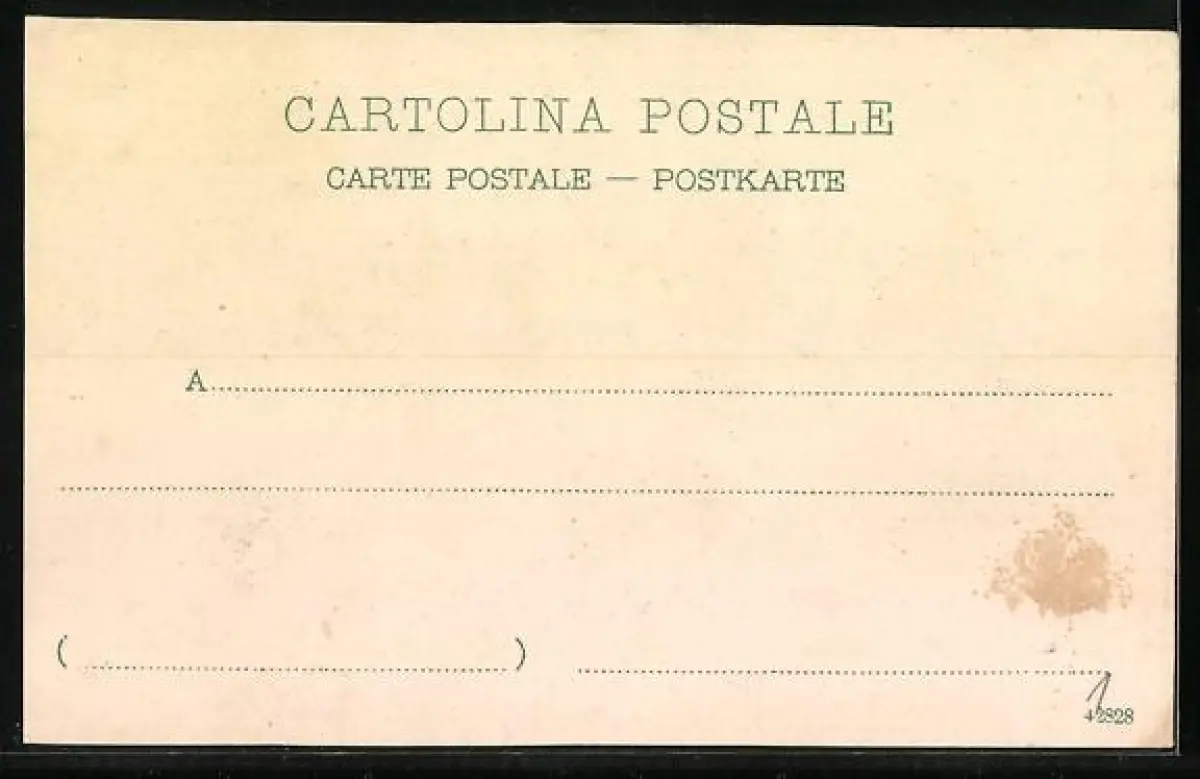 CARTOLINA POSTALE
CARTE POSTALE — POSTKARTE
A
( )
42828